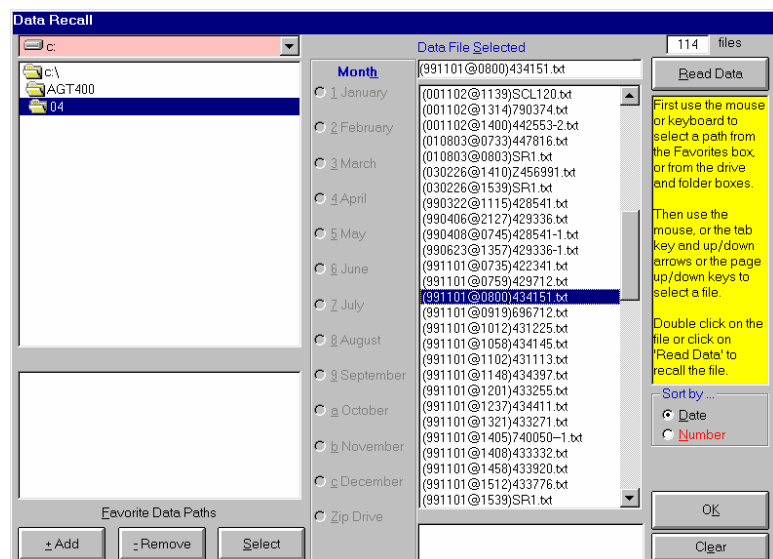 Data Recall
c:
c:\
AGT400
04
Favorite Data Paths
+ Add
- Remove
Select
Month
1 January
2 February
3 March
4 April
5 May
6 June
7 July
8 August
9 September
a October
b November
c December
Zip Drive
Data File Selected
(991101@0800)434151.txt
(001102@1139)SCL120.txt
(001102@1314)790374.txt
(001102@1400)442553-2.txt
(010803@0733)447816.txt
(010803@0803)SR1.txt
(030226@1410)Z456991.txt
(030226@1539)SR1.txt
(990322@1115)428541.txt
(990406@2127)429336.txt
(990408@0745)428541-1.txt
(990623@1357)429336-1.txt
(991101@0735)422341.txt
(991101@0759)429712.txt
(991101@0800)434151.txt
(991101@0919)696712.txt
(991101@1012)431225.txt
(991101@1058)434145.txt
(991101@1102)431113.txt
(991101@1148)434397.txt
(991101@1201)433255.txt
(991101@1237)434411.txt
(991101@1321)433271.txt
(991101@1405)740050--1.txt
(991101@1408)433332.txt
(991101@1458)433920.txt
(991101@1512)433776.txt
(991101@1539)SR1.txt
114 files
Read Data
First use the mouse
or keyboard to
select a path from
the Favorites box,
or from the drive
and folder boxes.
Then use the
mouse, or the tab
key and up/down
arrows or the page
up/down keys to
select a file.
Double click on the
file or click on
'Read Data' to
recall the file.
Sort by ...
Date
Number
OK
Clear